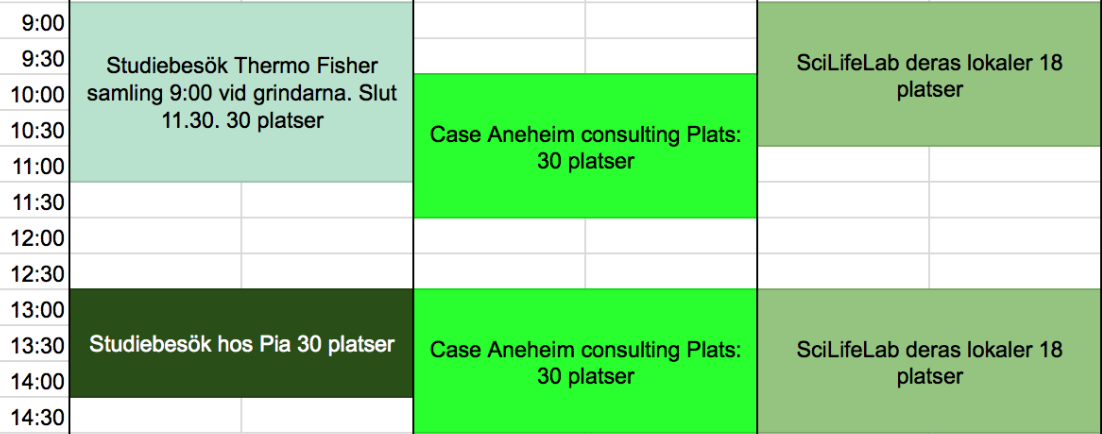 9:00
9:30
10:00
10:30
11:00
11:30
12:00
12:30
13:00
13:30
14:00
14:30
Studiebesök Thermo Fisher
samling 9:00 vid grindarna. Slut
11.30. 30 platser
Studiebesök hos Pia 30 platser
Case Aneheim consulting Plats:
30 platser
Case Aneheim consulting Plats:
30 platser
SciLifeLab deras lokaler 18
platser
SciLifeLab deras lokaler 18
platser